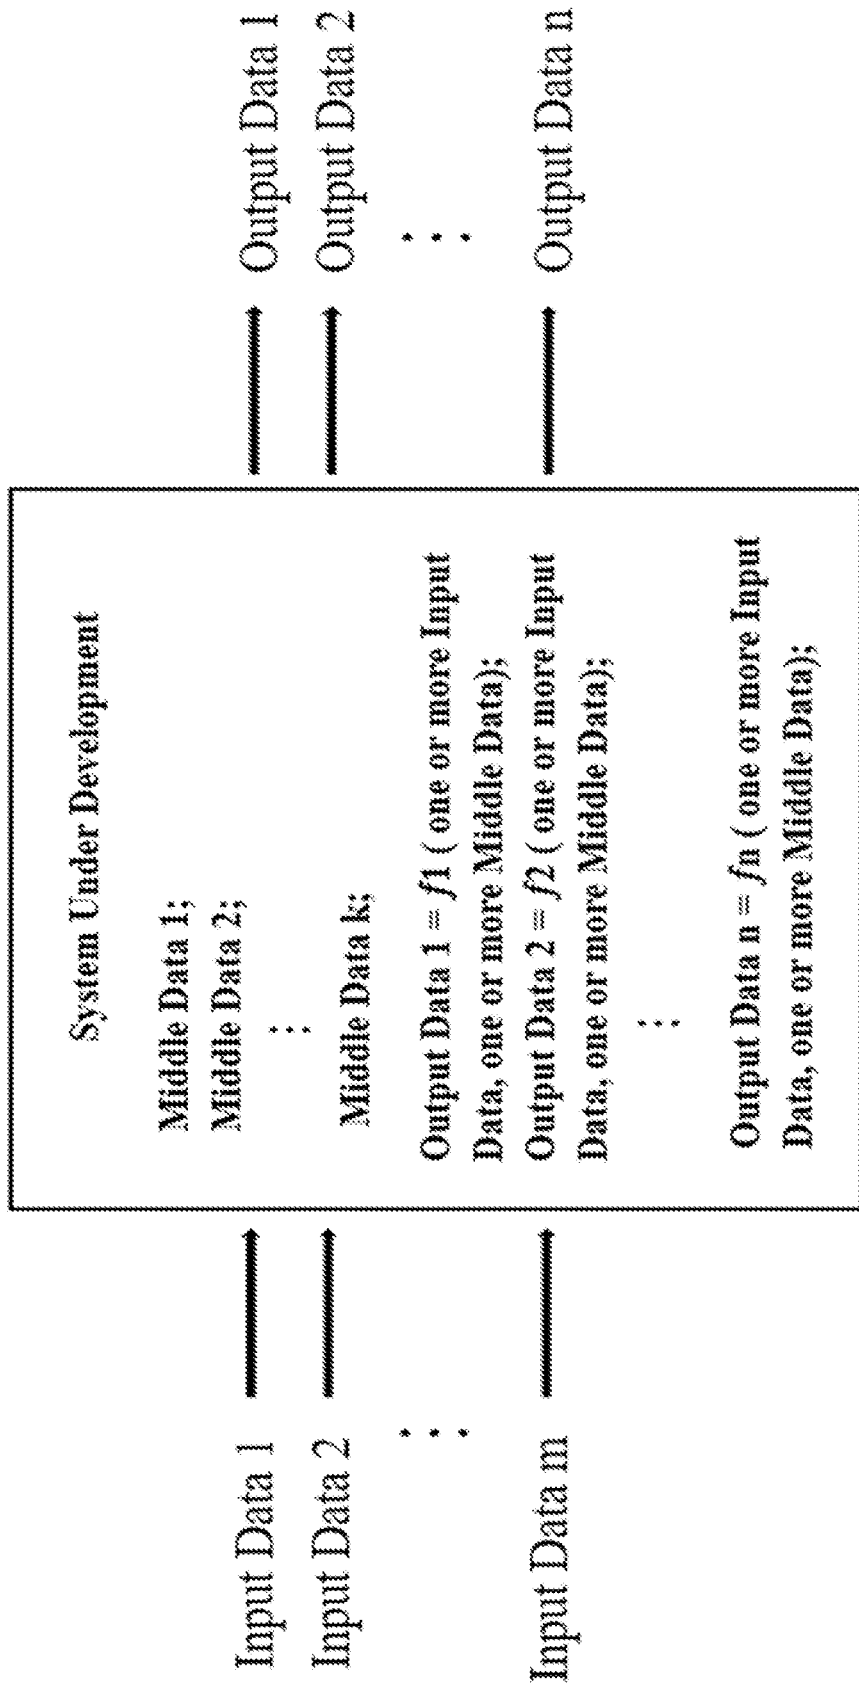 System Under Development
Input Data 1
Input Data 2
...
Input Data m
Middle Data 1;
Middle Data 2;
...
Middle Data k;
Output Data 1 = f1 ( one or more Input
Data, one or more Middle Data);
Output Data 2 = f2 ( one or more Input
Data, one or more Middle Data);
...
Output Data n = fn ( one or more Input
Data, one or more Middle Data);
Output Data 1
Output Data 2
...
Output Data n